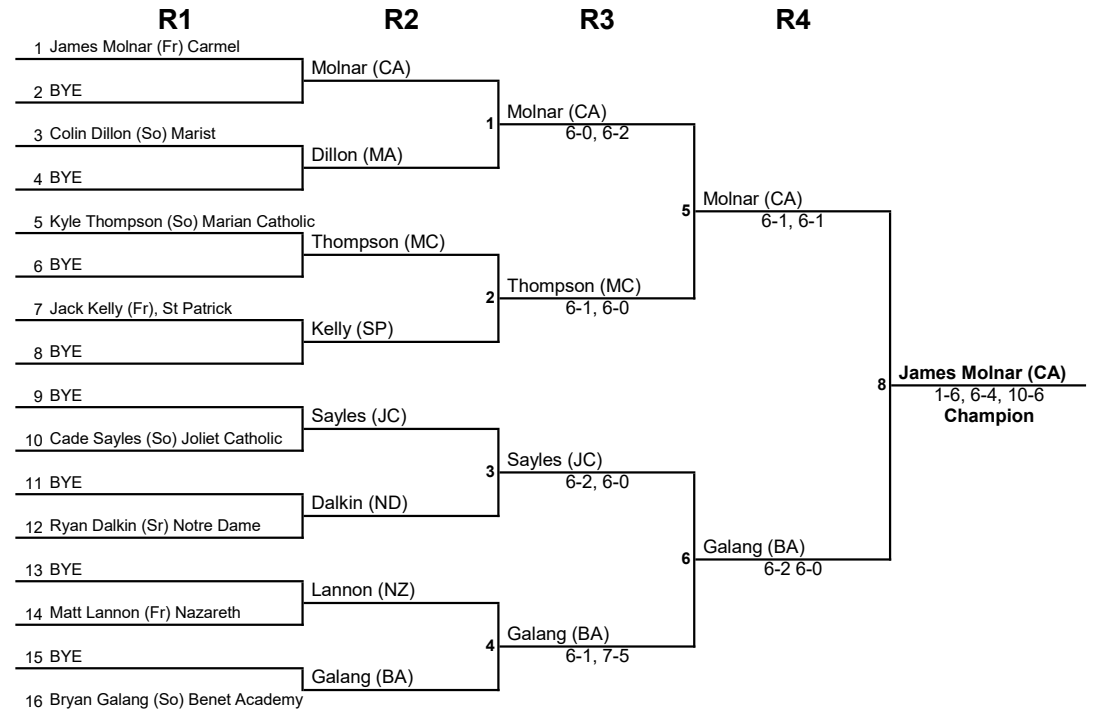 R1 R2 R3 R4
1 James Molnar (Fr) Carmel
Molnar (CA)
2 BYE
Molnar (CA)
1
6-0, 6-2
3 Colin Dillon (So) Marist
Dillon (MA)
4 BYE
Molnar (CA)
5
6-1, 6-1
5 Kyle Thompson (So) Marian Catholic
Thompson (MC)
6 BYE
Thompson (MC)
2
6-1, 6-0
7 Jack Kelly (Fr), St Patrick
Kelly (SP)
8 BYE
James Molnar (CA)
8
1-6, 6-4, 10-6
Champion
9 BYE
Sayles (JC)
10 Cade Sayles (So) Joliet Catholic
Sayles (JC)
3
6-2, 6-0
11 BYE
Dalkin (ND)
12 Ryan Dalkin (Sr) Notre Dame
Galang (BA)
6
6-2 6-0
13 BYE
Lannon (NZ)
14 Matt Lannon (Fr) Nazareth
Galang (BA)
4
6-1, 7-5
15 BYE
Galang (BA)
16 Bryan Galang (So) Benet Academy